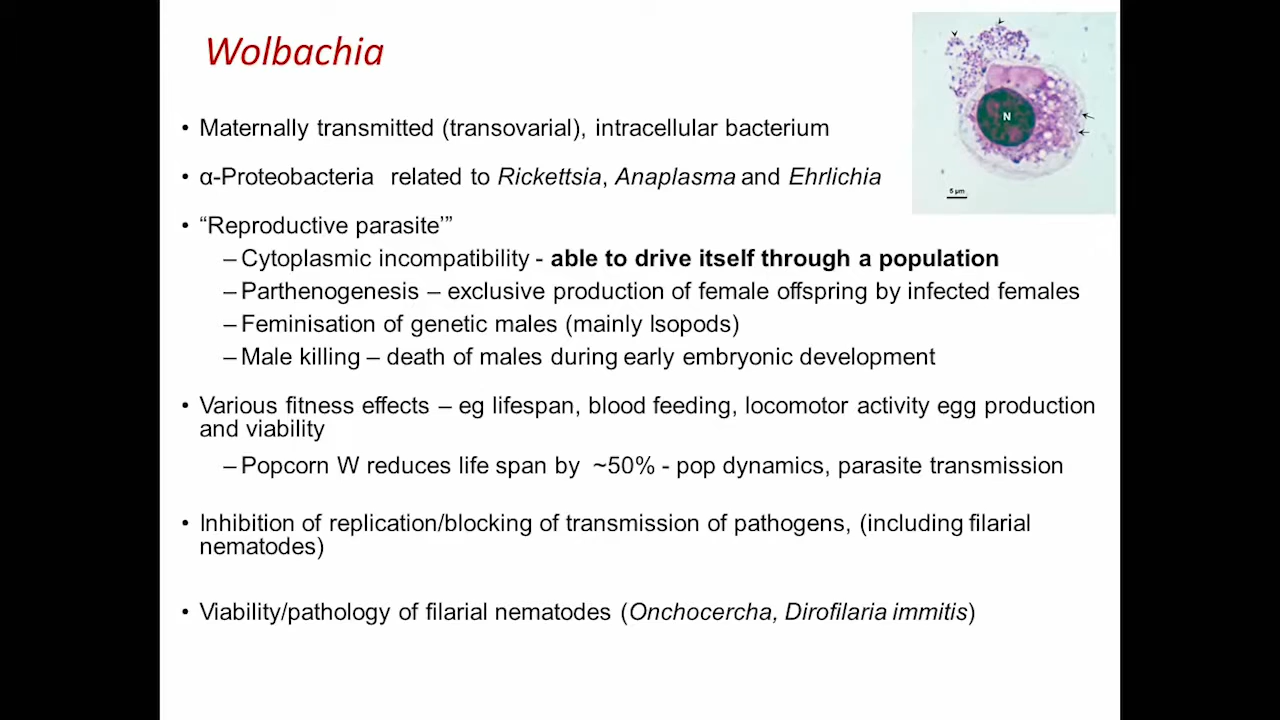 Wolbachia
N
5 µm
• Maternally transmitted (transovarial), intracellular bacterium
• α-Proteobacteria related to Rickettsia, Anaplasma and Ehrlichia
• “Reproductive parasite’”
– Cytoplasmic incompatibility - able to drive itself through a population
– Parthenogenesis – exclusive production of female offspring by infected females
– Feminisation of genetic males (mainly Isopods)
– Male killing – death of males during early embryonic development
• Various fitness effects – eg lifespan, blood feeding, locomotor activity egg production
and viability
– Popcorn W reduces life span by ~50% - pop dynamics, parasite transmission
• Inhibition of replication/blocking of transmission of pathogens, (including filarial
nematodes)
• Viability/pathology of filarial nematodes (Onchocercha, Dirofilaria immitis)